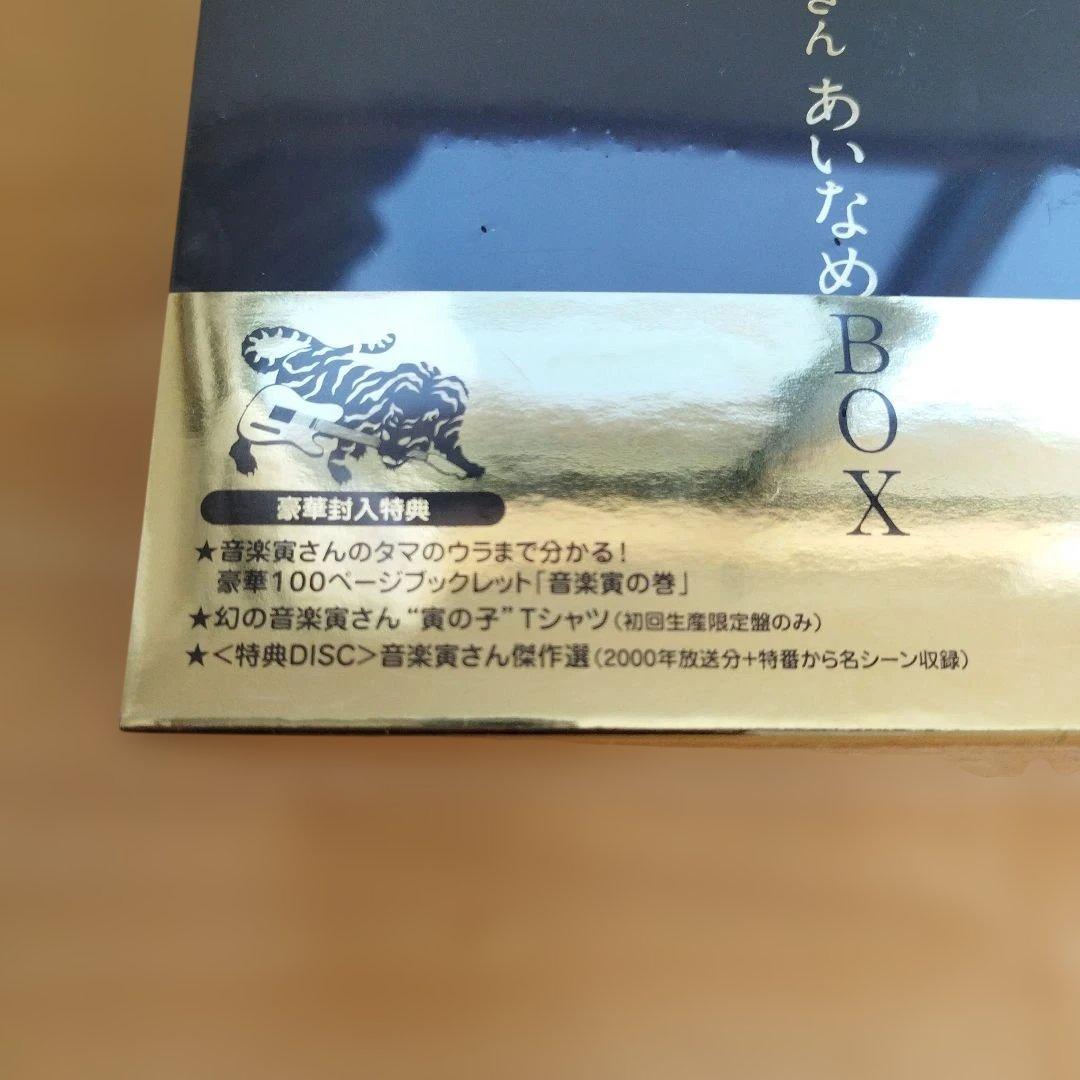 さん あいなめBOX
豪華封入特典
★音楽寅さんのタマのウラまで分かる!
豪華100ページブックレット「音楽寅の巻」
★幻の音楽寅さん“寅の子”Tシャツ(初回生産限定盤のみ)
★<特典DISC>音楽寅さん傑作選(2000年放送分+特番から名シーン収録)